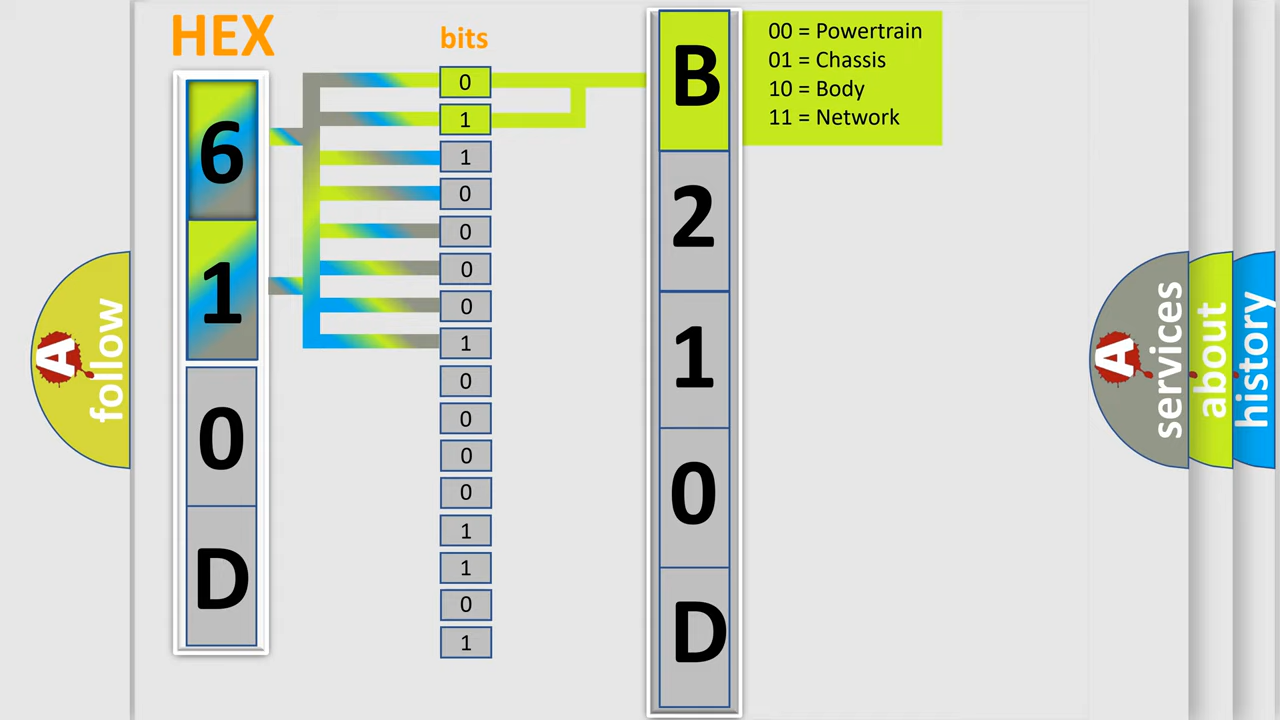 HEX
bits
00 = Powertrain
01 = Chassis
10 = Body
11 = Network
6
1
0
D
0
1
1
0
0
0
0
1
0
0
0
0
1
1
0
1
B
2
1
0
D
A
follow
A
services
about
history